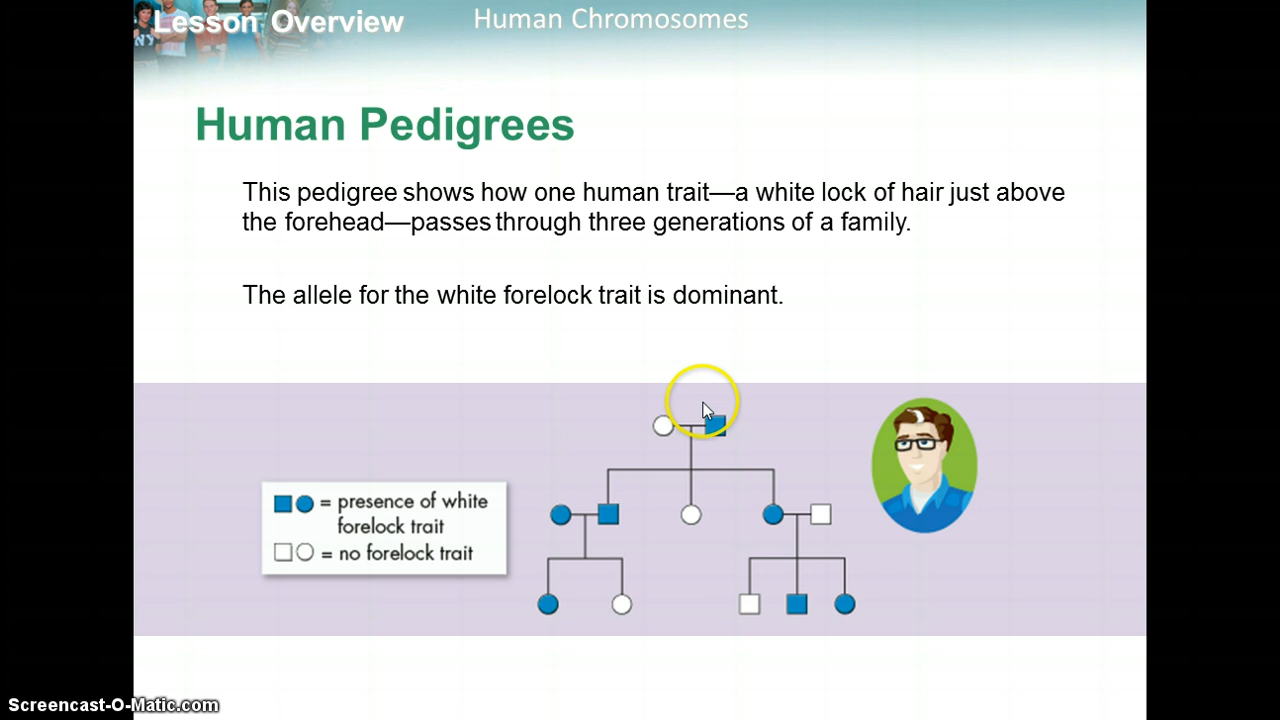 Lesson Overview
Human Chromosomes
Human Pedigrees
This pedigree shows how one human trait—a white lock of hair just above
the forehead—passes through three generations of a family.
The allele for the white forelock trait is dominant.
= presence of white
forelock trait
= no forelock trait
Screencast-O-Matic.com